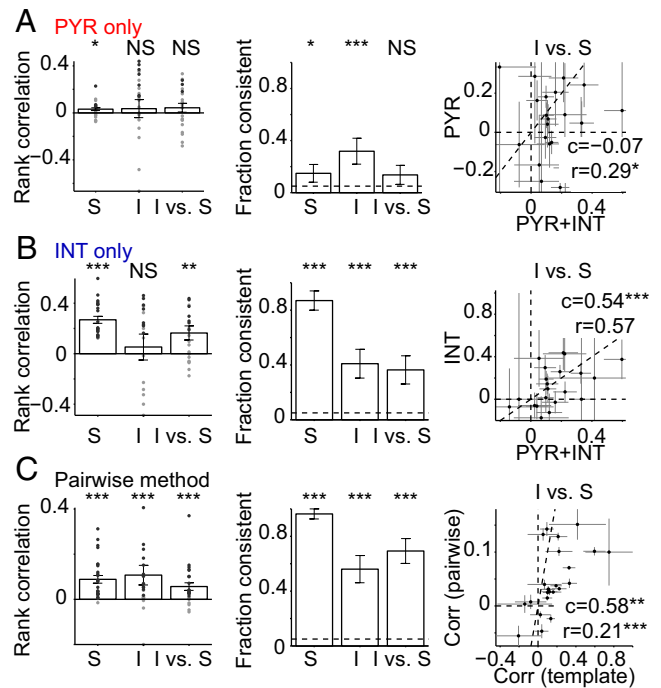 A
PYR only
* NS NS
Rank correlation
0.4
0
−0.4
S I I vs. S
* *** NS
Fraction consistent
0.8
0.4
0
S I I vs. S
I vs. S
PYR
0.2
0
−0.2
c=−0.07
r=0.29*
0 0.4
PYR+INT
B
INT only
*** NS **
Rank correlation
0.4
0
−0.4
S I I vs. S
*** *** ***
Fraction consistent
0.8
0.4
0
S I I vs. S
I vs. S
INT
0.8
0.4
0
c=0.54***
r=0.57
0 0.4
PYR+INT
C
Pairwise method
*** *** ***
Rank correlation
0.4
0
S I I vs. S
*** *** ***
Fraction consistent
0.8
0.4
0
S I I vs. S
I vs. S
Corr (pairwise)
0.1
0
c=0.58**
r=0.21***
−0.4 0 0.4 0.8
Corr (template)